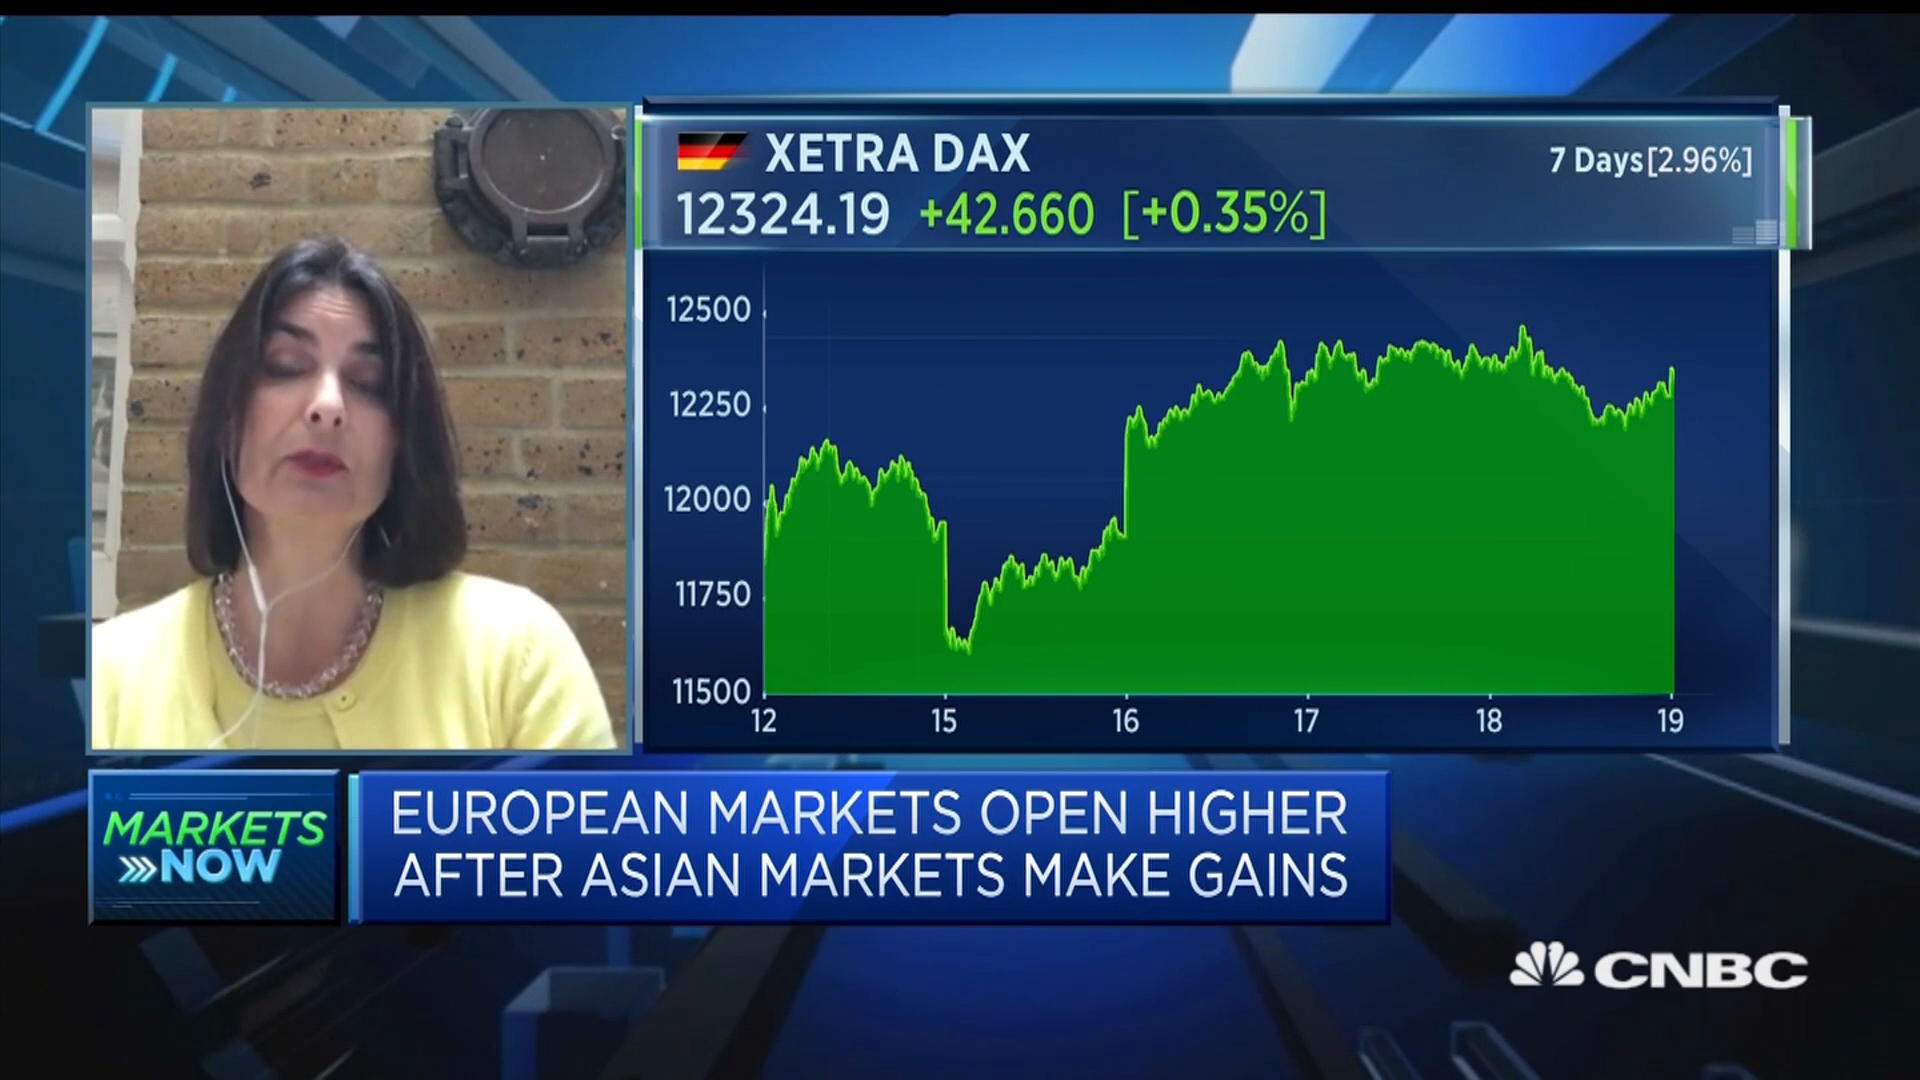 XETRA DAX
7 Days[2.96%]
12324.19 +42.660 [+0.35%]
12500
12250
12000
11750
11500
12 15 16 17 18 19
MARKETS
NOW
EUROPEAN MARKETS OPEN HIGHER
AFTER ASIAN MARKETS MAKE GAINS
CNBC